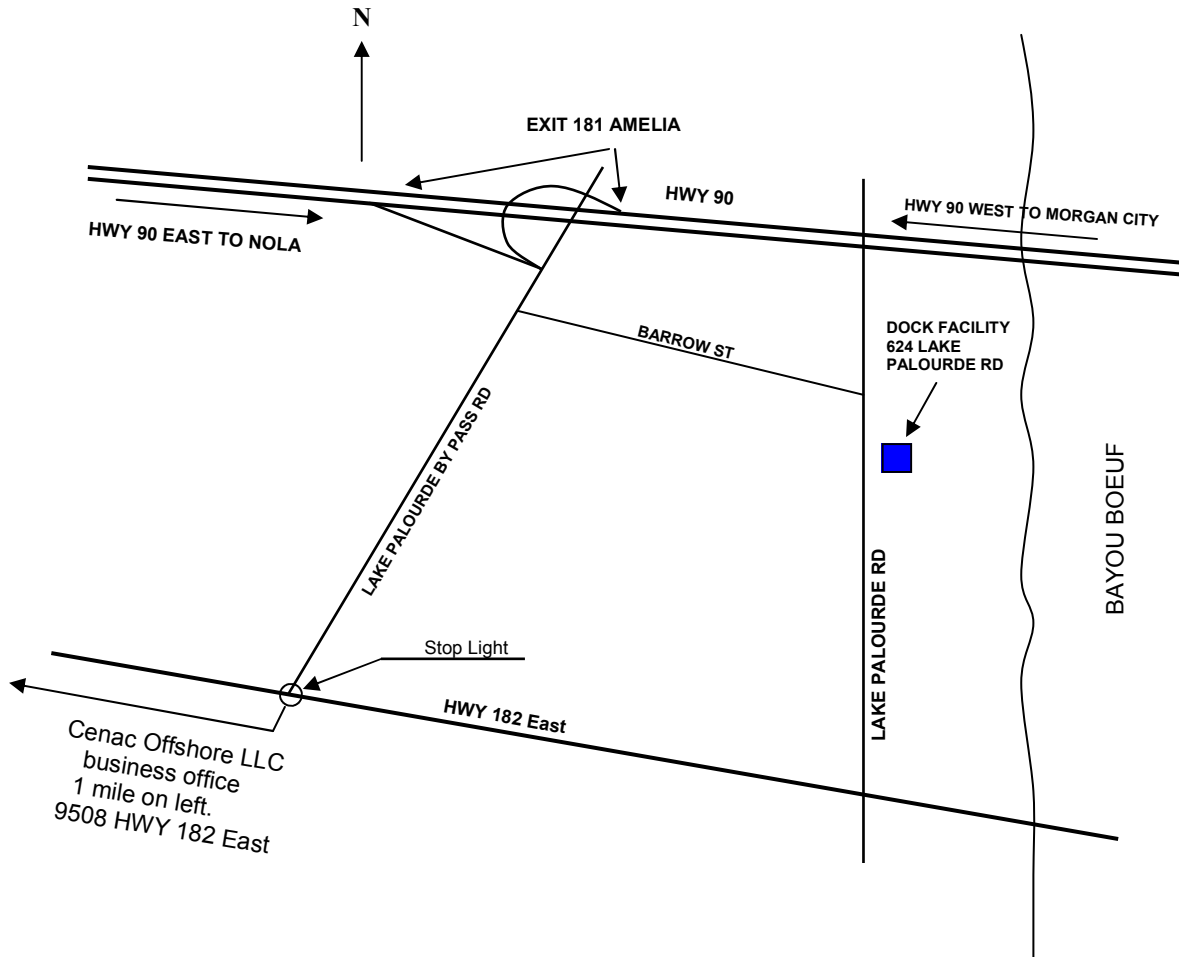 N
EXIT 181 AMELIA
HWY 90
HWY 90 WEST TO MORGAN CITY
HWY 90 EAST TO NOLA
BARROW ST
DOCK FACILITY
624 LAKE
PALOURDE RD
LAKE PALOURDE BY PASS RD
BAYOU BOEUF
LAKE PALOURDE RD
Stop Light
HWY 182 East
Cenac Offshore LLC
business office
1 mile on left.
9508 HWY 182 East